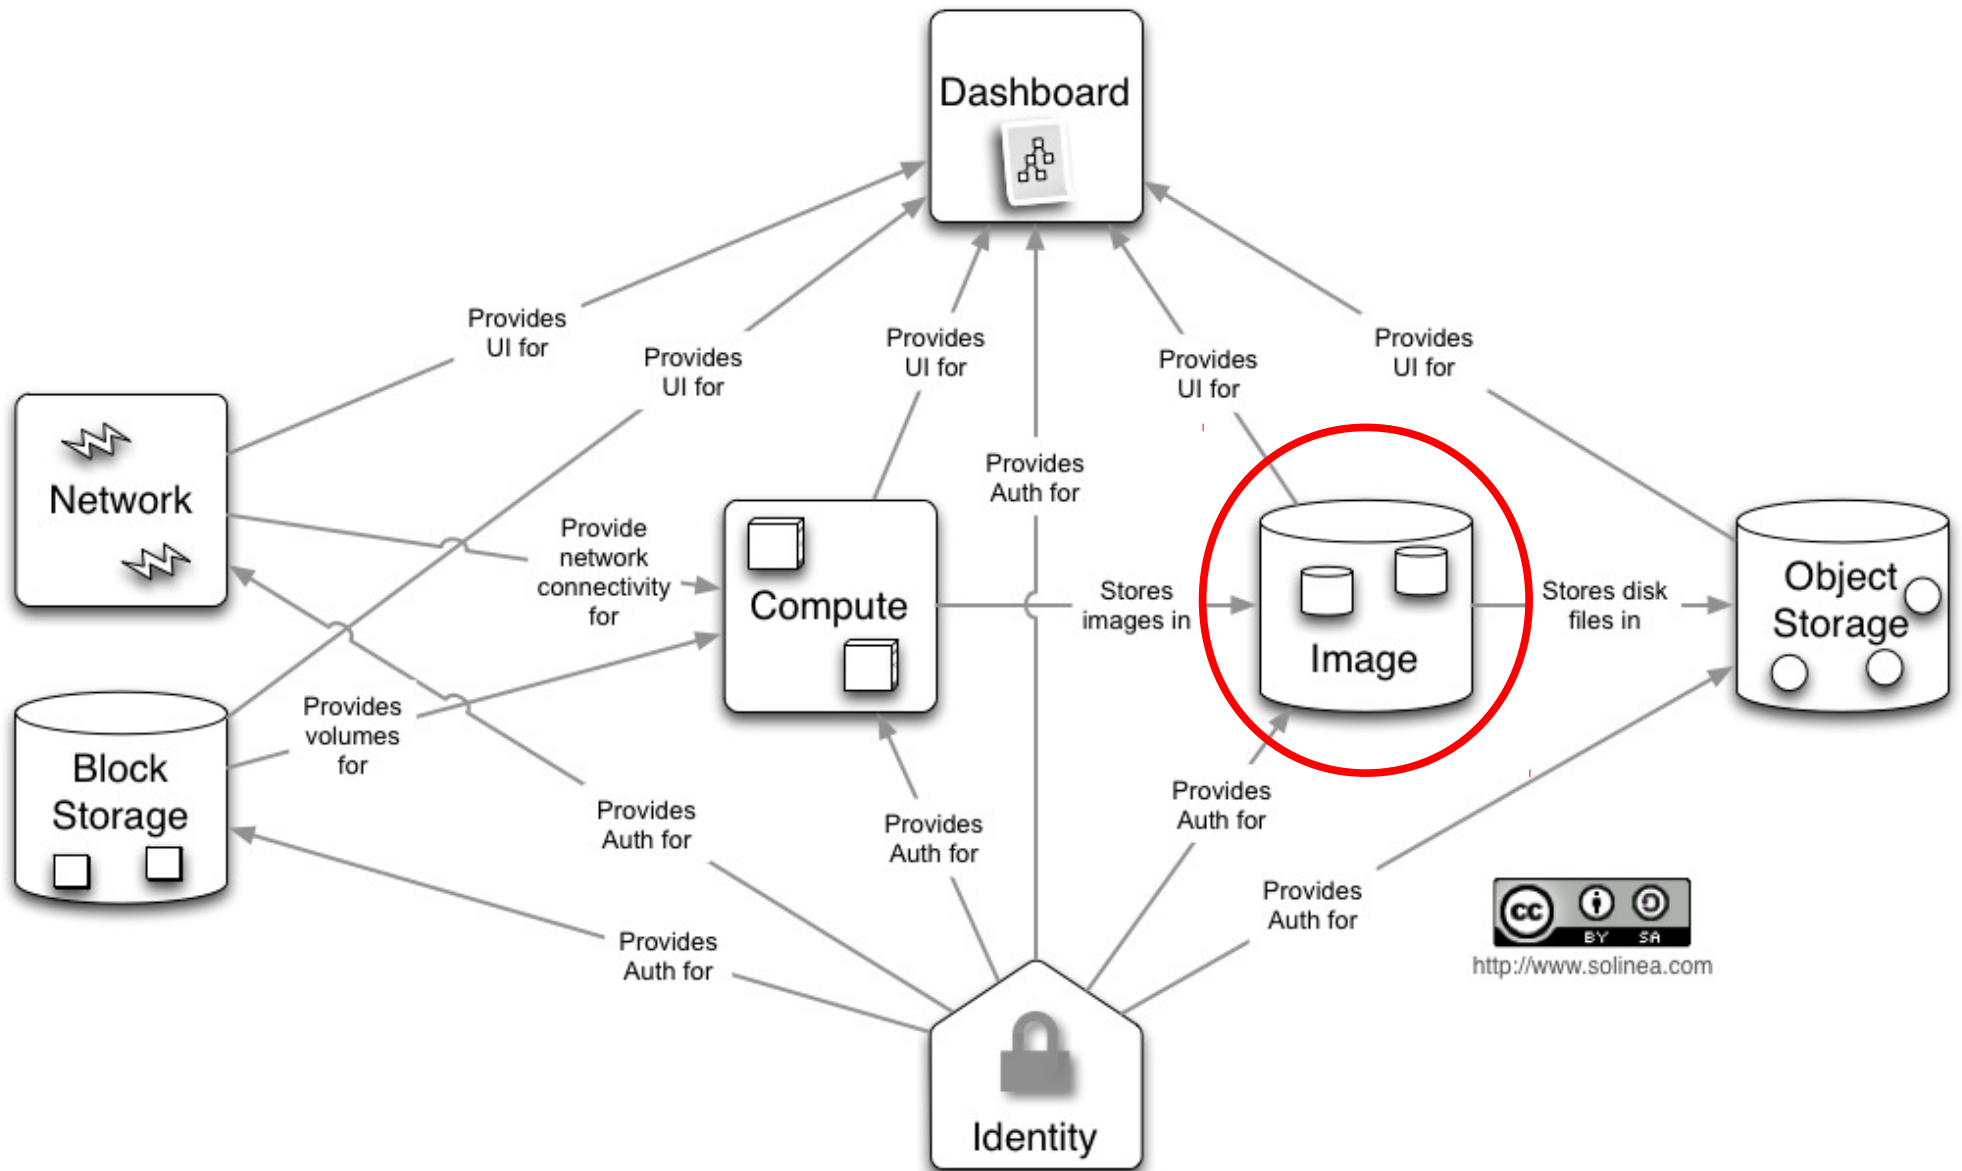 Dashboard
Provides
UI for
Provides
UI for
Provides
UI for
Provides
UI for
Provides
UI for
Network
Provide
network
connectivity
for
Provides
Auth for
Compute
Stores
images in
Image
Stores disk
files in
Object
Storage
Block
Storage
Provides
volumes
for
Provides
Auth for
Provides
Auth for
Provides
Auth for
Provides
Auth for
Provides
Auth for
Identity
cc
BY SA
http://www.solinea.com